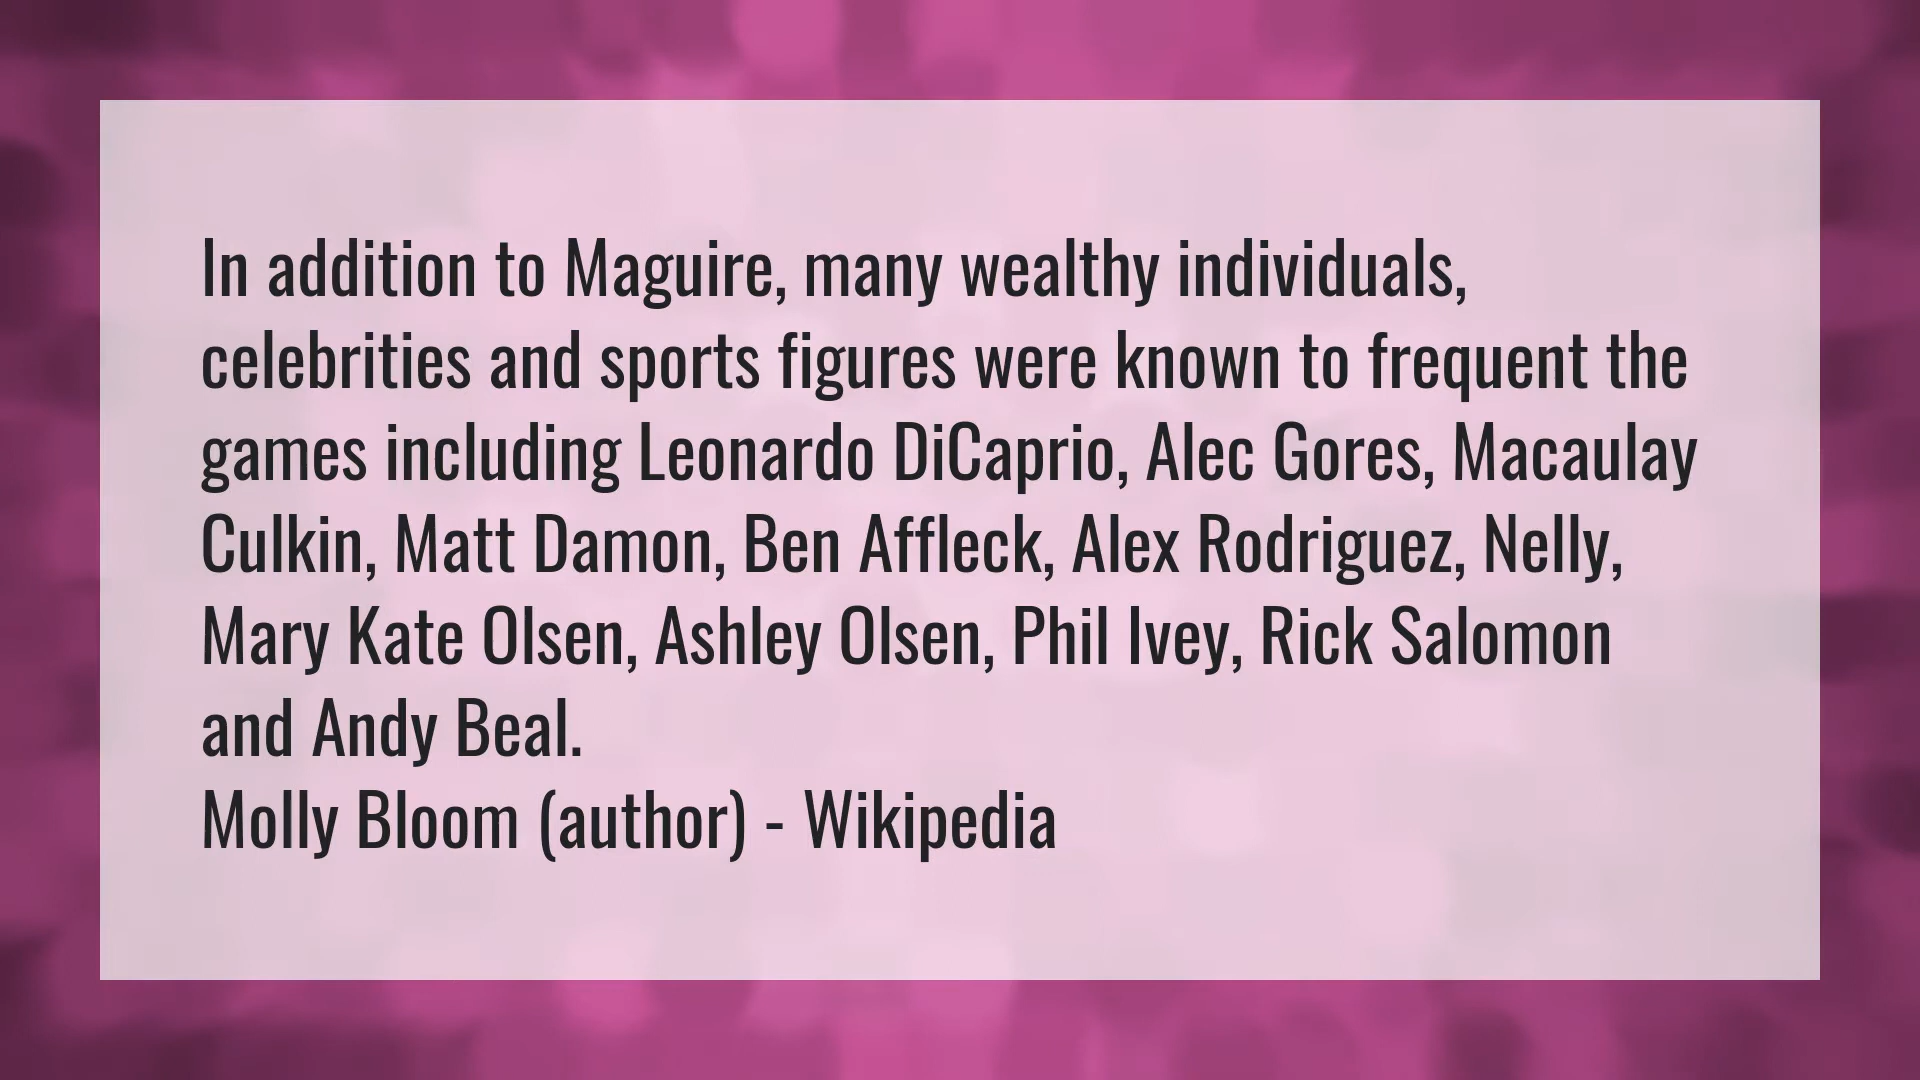 In addition to Maguire, many wealthy individuals,
celebrities and sports figures were known to frequent the
games including Leonardo DiCaprio, Alec Gores, Macaulay
Culkin, Matt Damon, Ben Affleck, Alex Rodriguez, Nelly,
Mary Kate Olsen, Ashley Olsen, Phil Ivey, Rick Salomon
and Andy Beal.
Molly Bloom (author) - Wikipedia